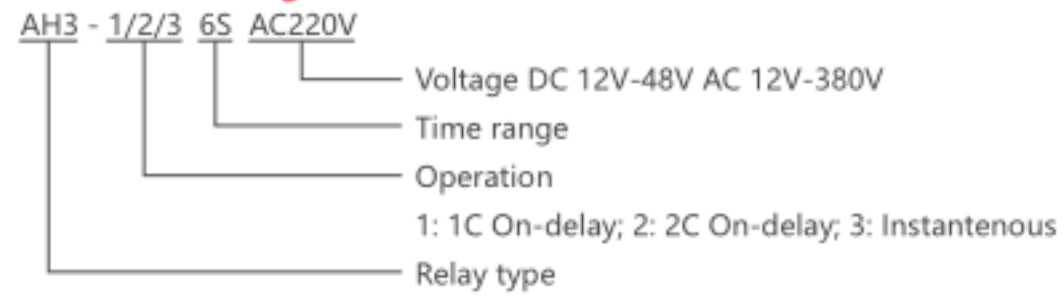 AH3 - 1/2/3 6S AC220V
Voltage DC 12V-48V AC 12V-380V
Time range
Operation
1: 1C On-delay; 2: 2C On-delay; 3: Instantenous
Relay type